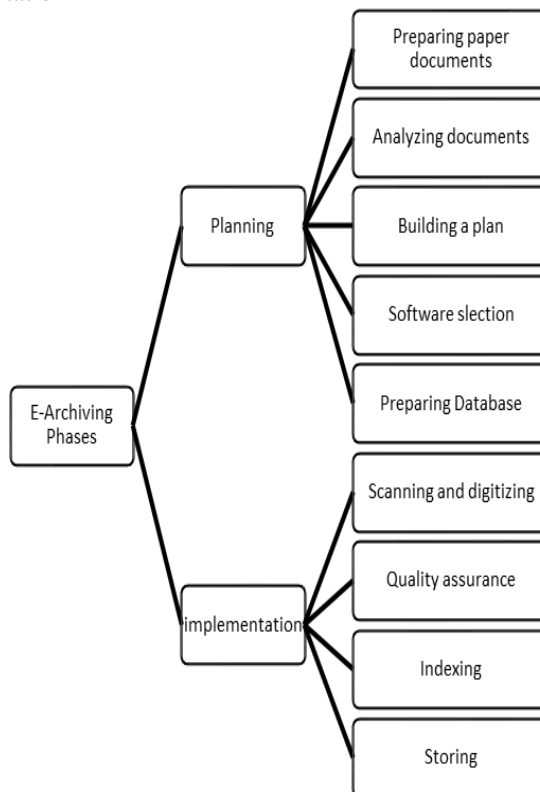 Preparing paper
documents
Analyzing documents
Planning
Building a plan
Software slection
E-Archiving
Phases
Preparing Database
Scanning and digitizing
Quality assurance
implementation
Indexing
Storing